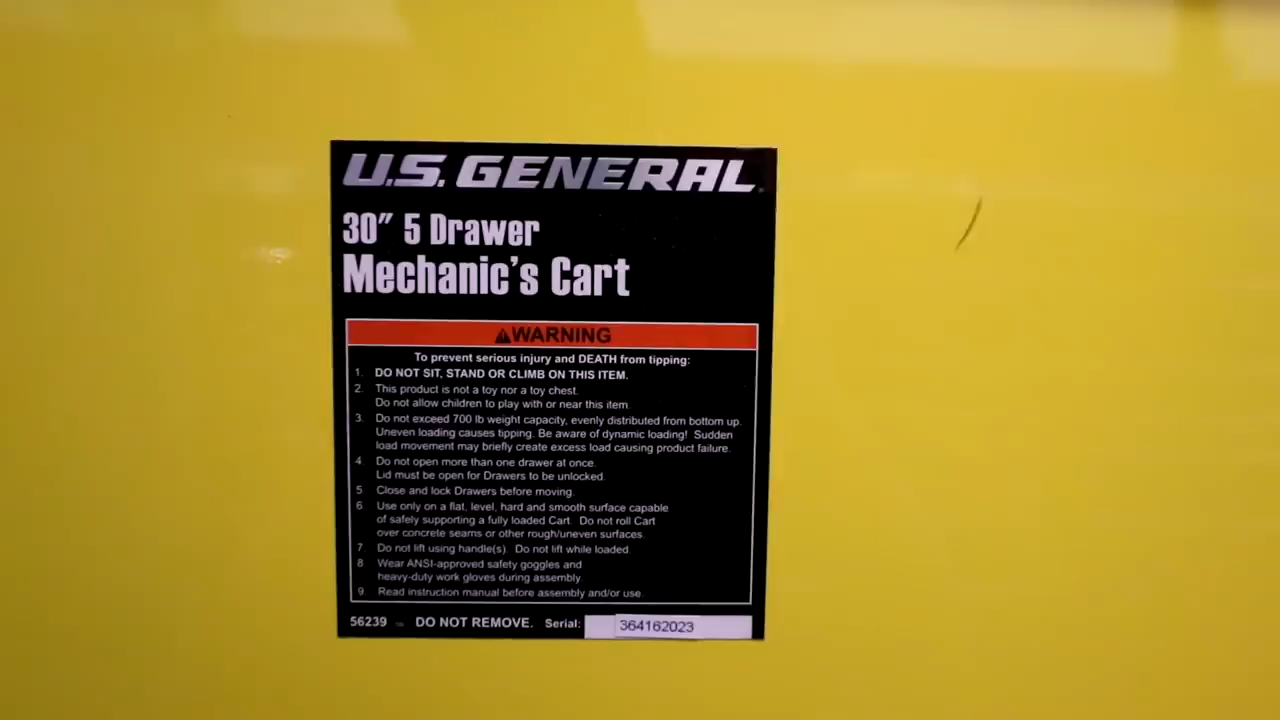 U.S. GENERAL
30" 5 Drawer
Mechanic's Cart
⚠WARNING
To prevent serious injury and DEATH from tipping:
1. DO NOT SIT, STAND OR CLIMB ON THIS ITEM.
2. This product is not a toy nor a toy chest.
Do not allow children to play with or near this item.
3. Do not exceed 700 lb weight capacity, evenly distributed from bottom up.
Uneven loading causes tipping. Be aware of dynamic loading! Sudden
load movement may briefly create excess load causing product failure.
4. Do not open more than one drawer at once.
Lid must be open for Drawers to be unlocked.
5. Close and lock Drawers before moving.
6. Use only on a flat, level, hard and smooth surface capable
of safely supporting a fully loaded Cart. Do not roll Cart
over concrete seams or other rough/uneven surfaces.
7. Do not lift using handle(s). Do not lift while loaded.
8. Wear ANSI-approved safety goggles and
heavy-duty work gloves during assembly.
9. Read instruction manual before assembly and/or use.
56239 DO NOT REMOVE. Serial: 364162023